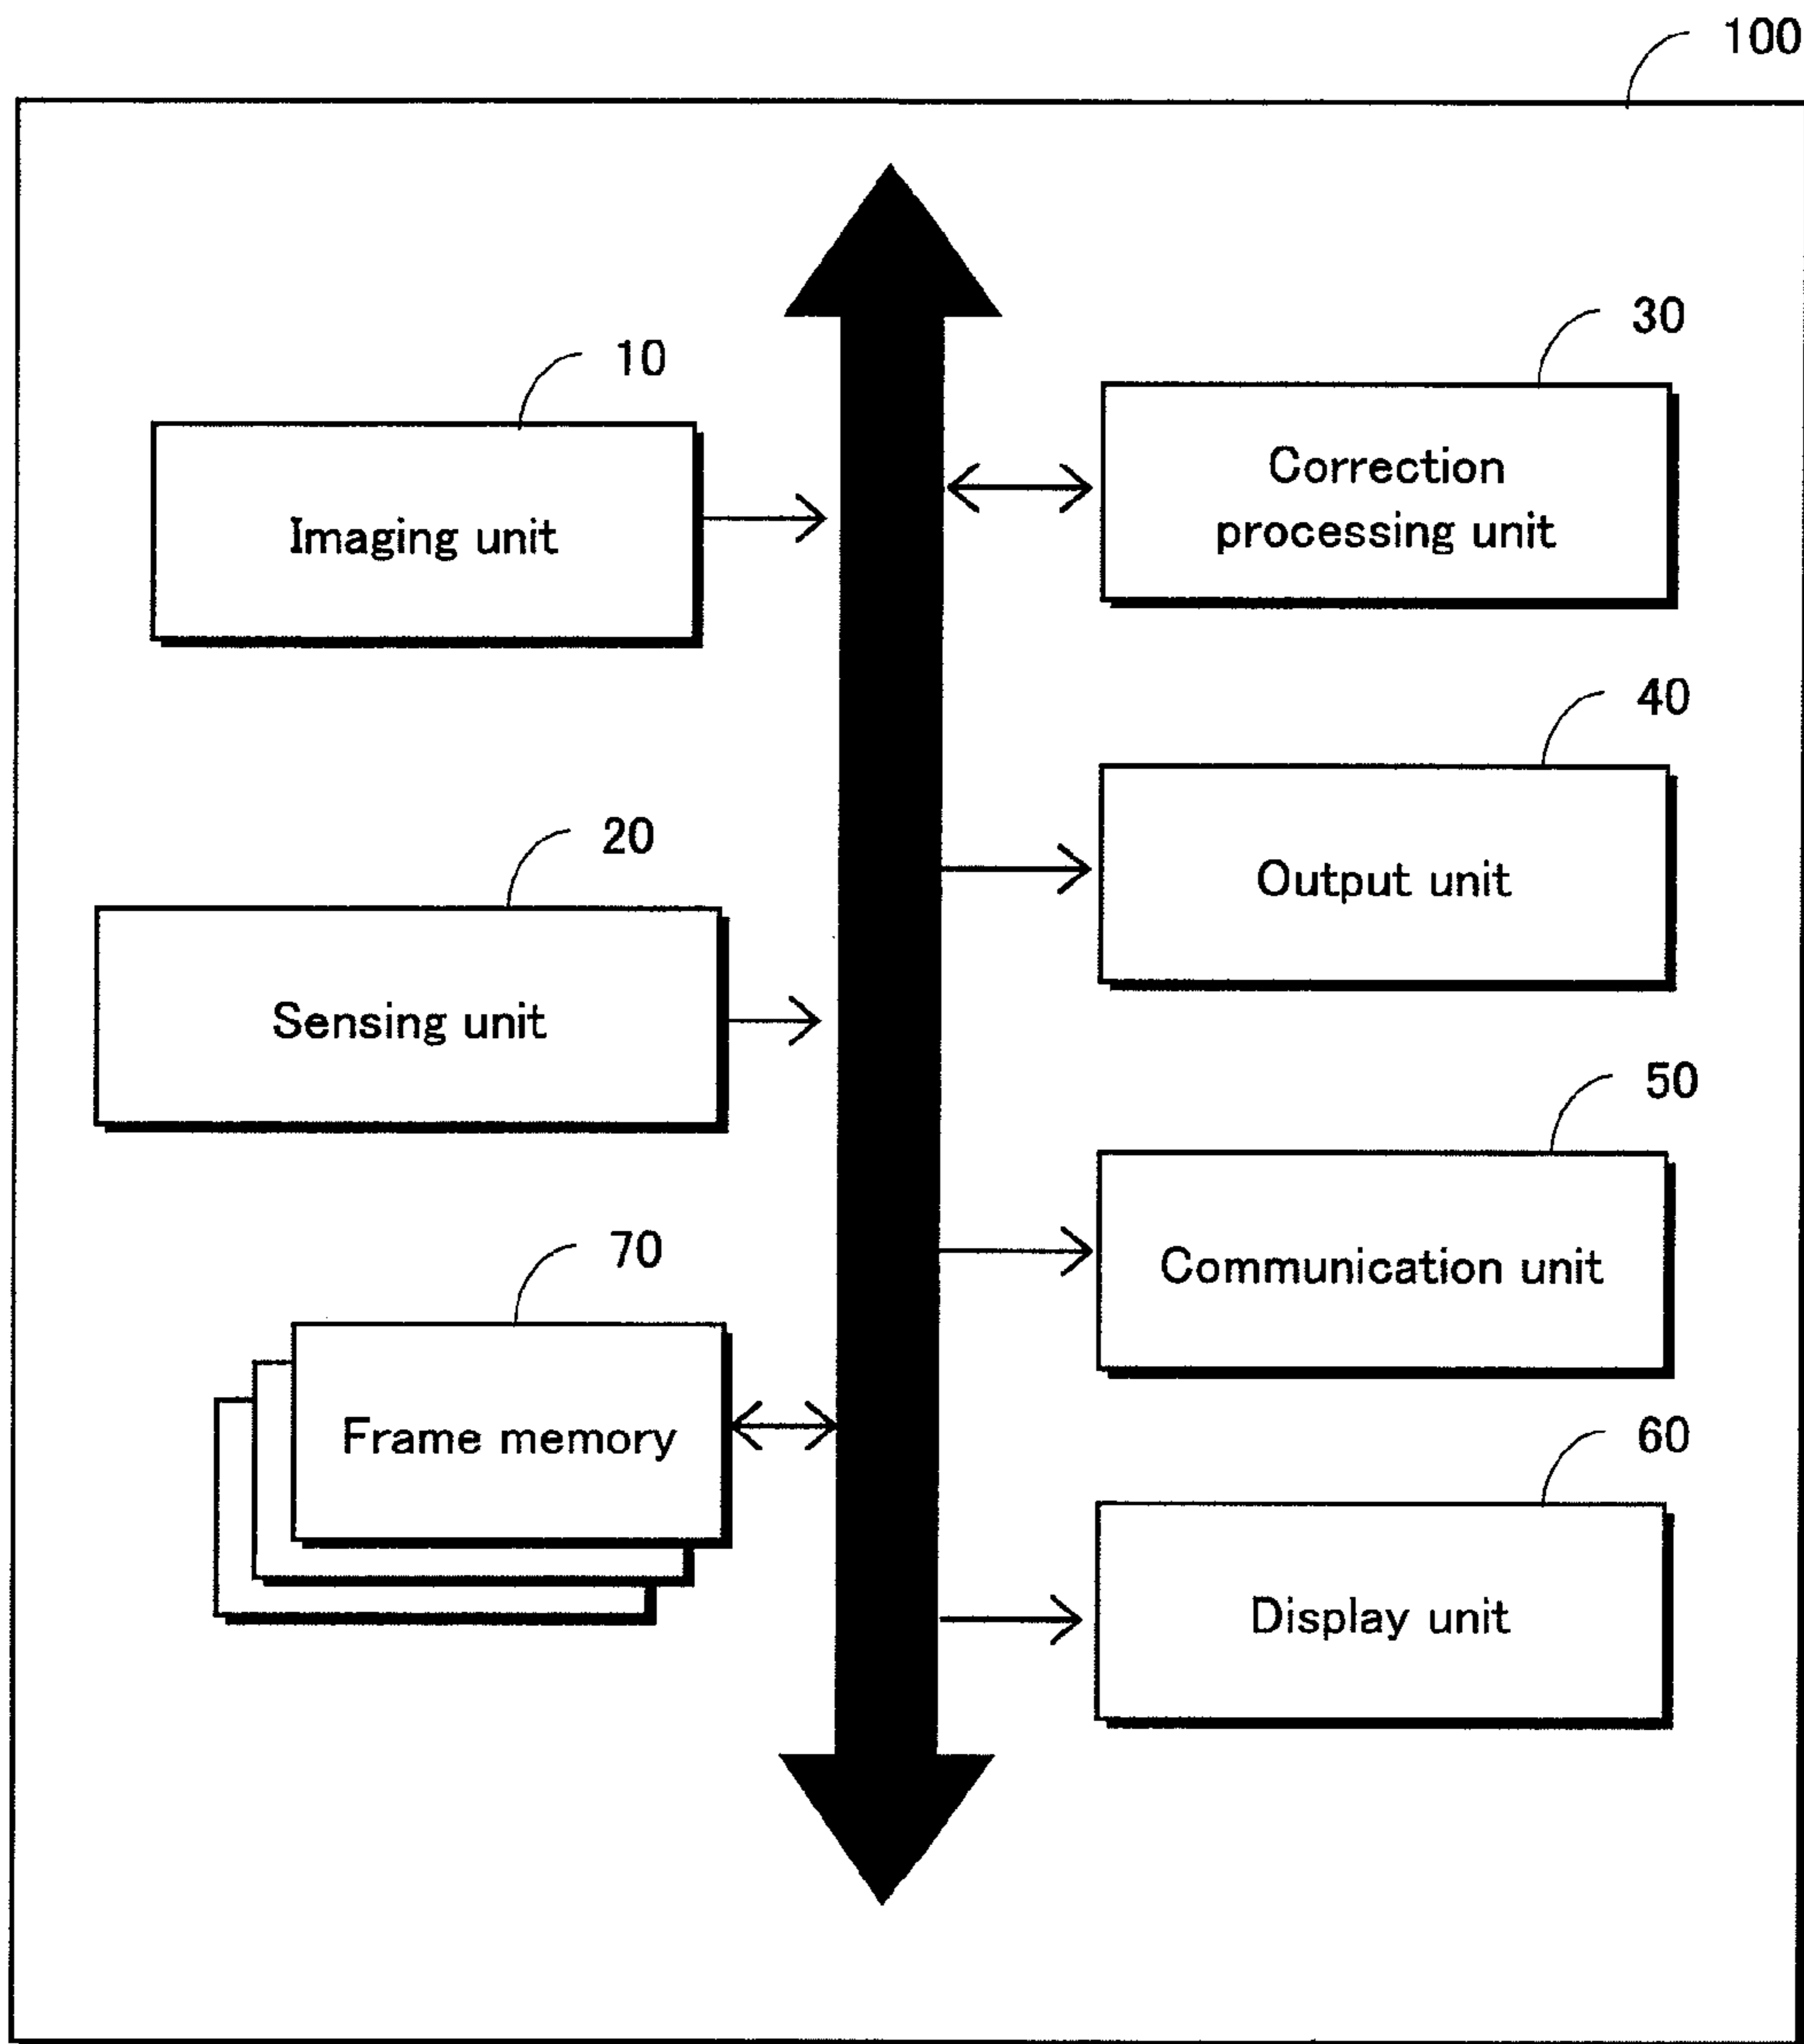 100
10
Imaging unit
30
Correction
processing unit
20
Sensing unit
40
Output unit
70
Frame memory
50
Communication unit
60
Display unit